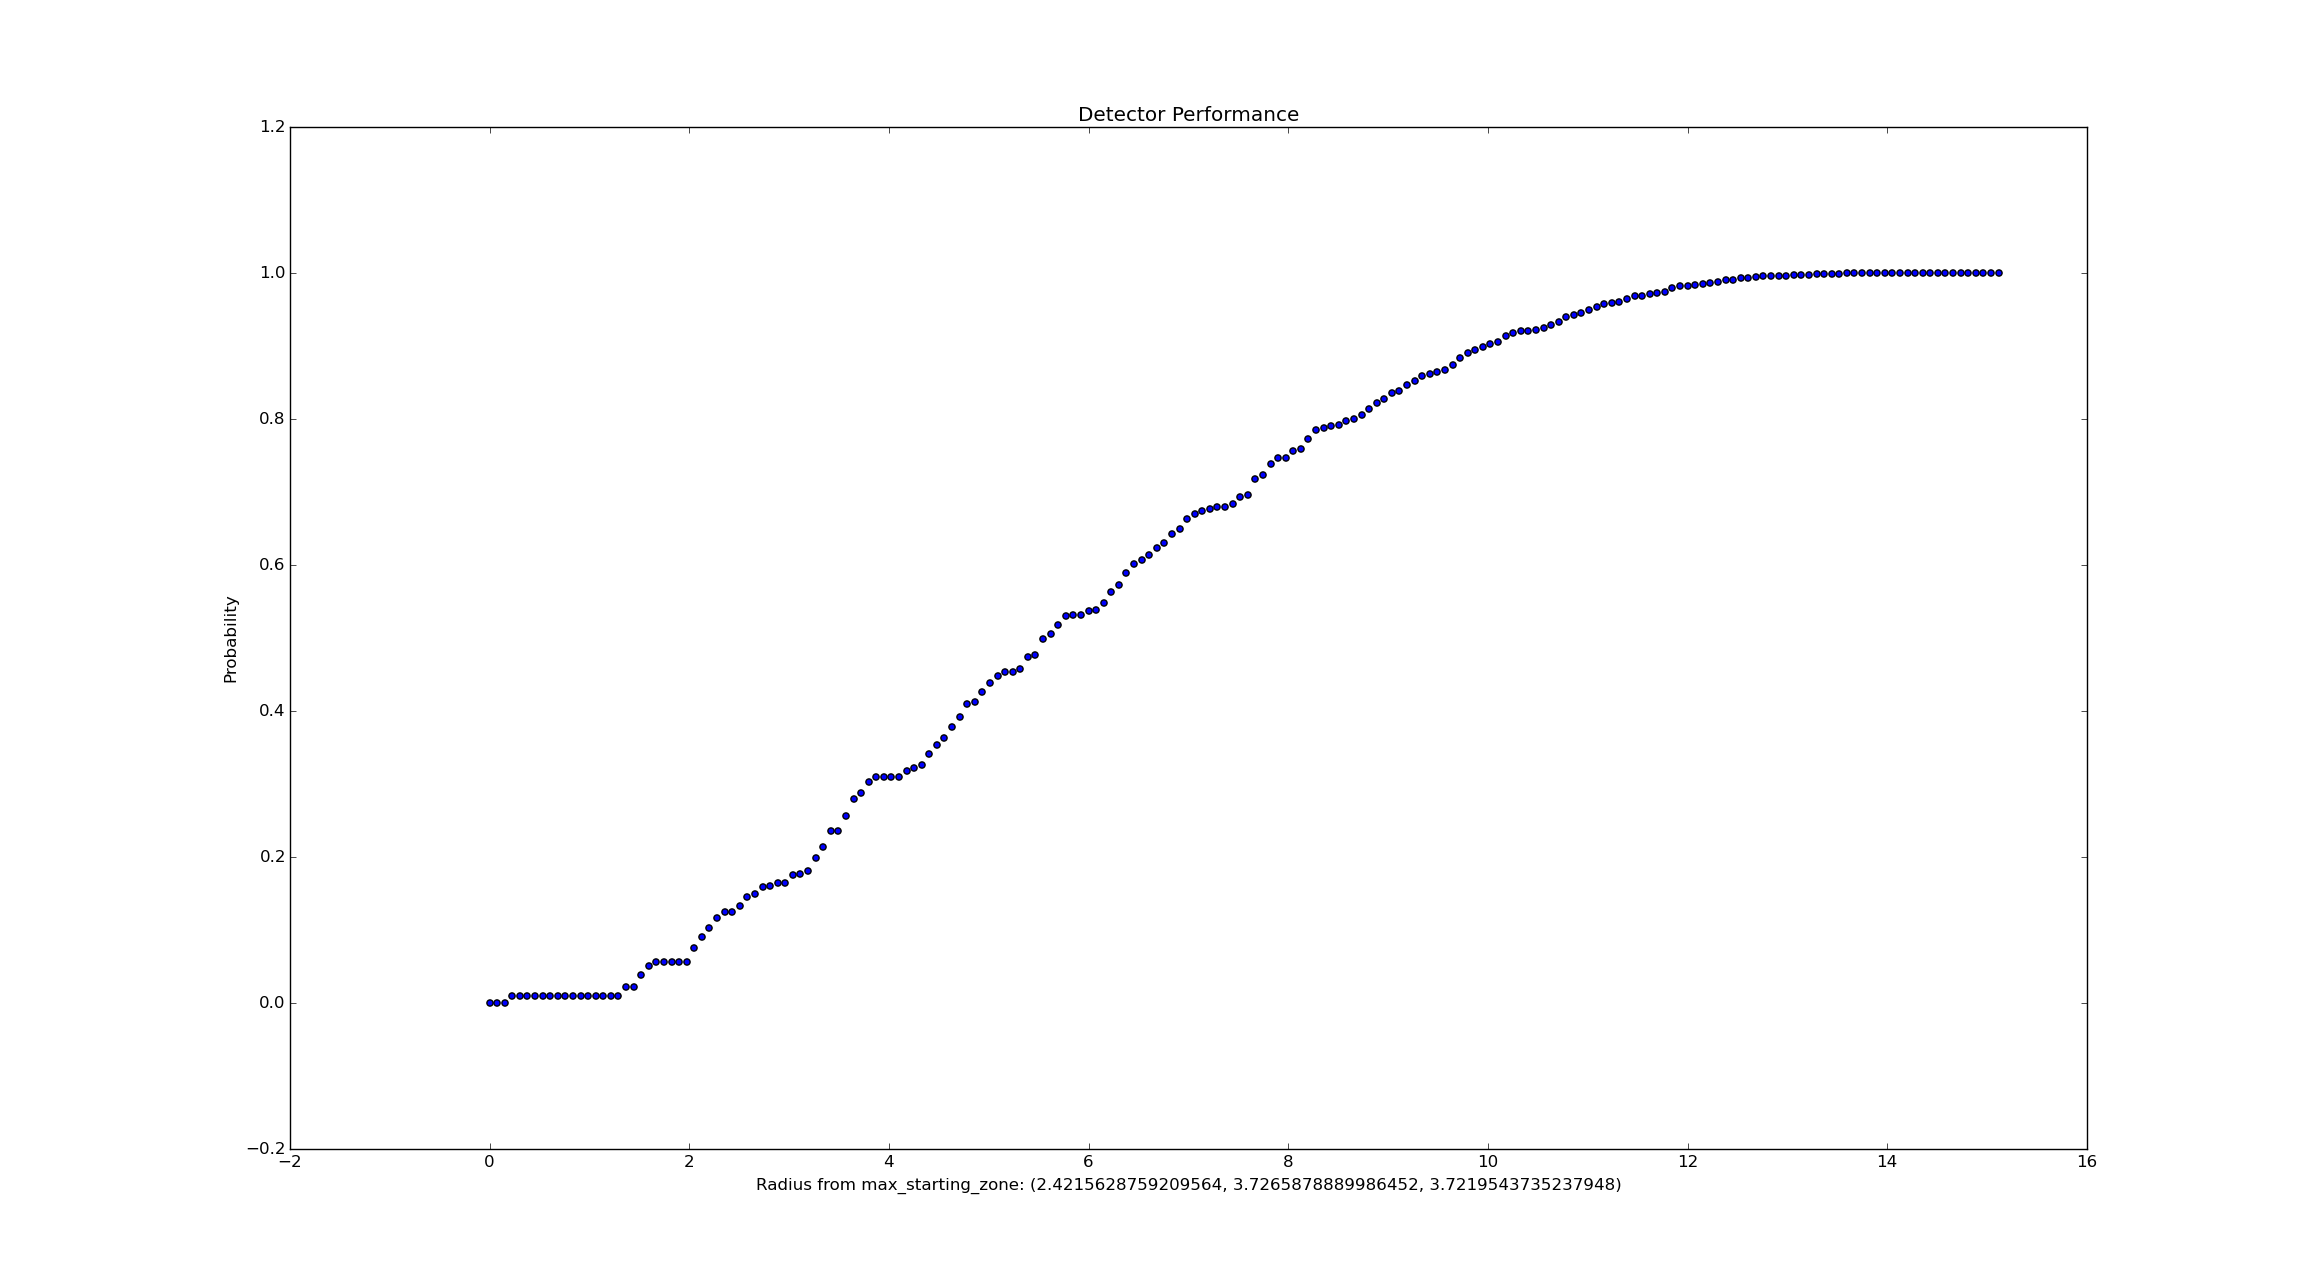 Detector Performance
1.2
1.0
0.8
0.6
0.4
0.2
0.0
−0.2
Probability
−2 0 2 4 6 8 10 12 14 16
Radius from max_starting_zone: (2.4215628759209564, 3.7265878889986452, 3.7219543735237948)